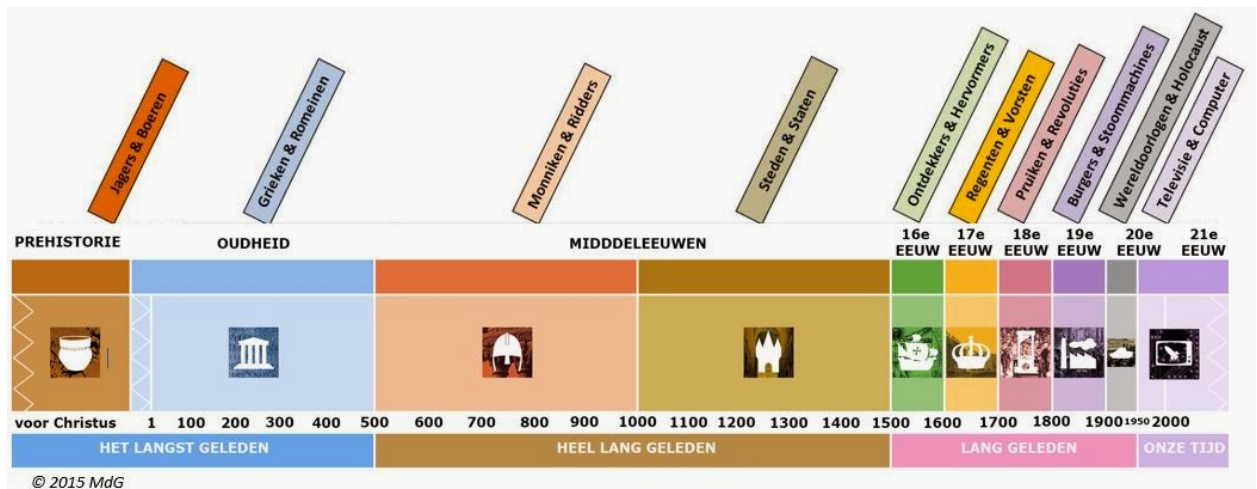 Jagers & Boeren
Grieken & Romeinen
Monniken & Ridders
Steden & Staten
Ontdekkers & Hervormers
Regenten & Vorsten
Pruiken & Revoluties
Burgers & Stoommachines
Wereldoorlogen & Holocaust
Televisie & Computer
PREHISTORIE
OUDHEID
MIDDDELEEUWEN
16e
EEUW
17e
EEUW
18e
EEUW
19e
EEUW
20e
EEUW
21e
EEUW
voor Christus 1 100 200 300 400 500 600 700 800 900 1000 1100 1200 1300 1400 1500 1600 1700 1800 1900 1950 2000
HET LANGST GELEDEN
HEEL LANG GELEDEN
LANG GELEDEN
ONZE TIJD
© 2015 MdG